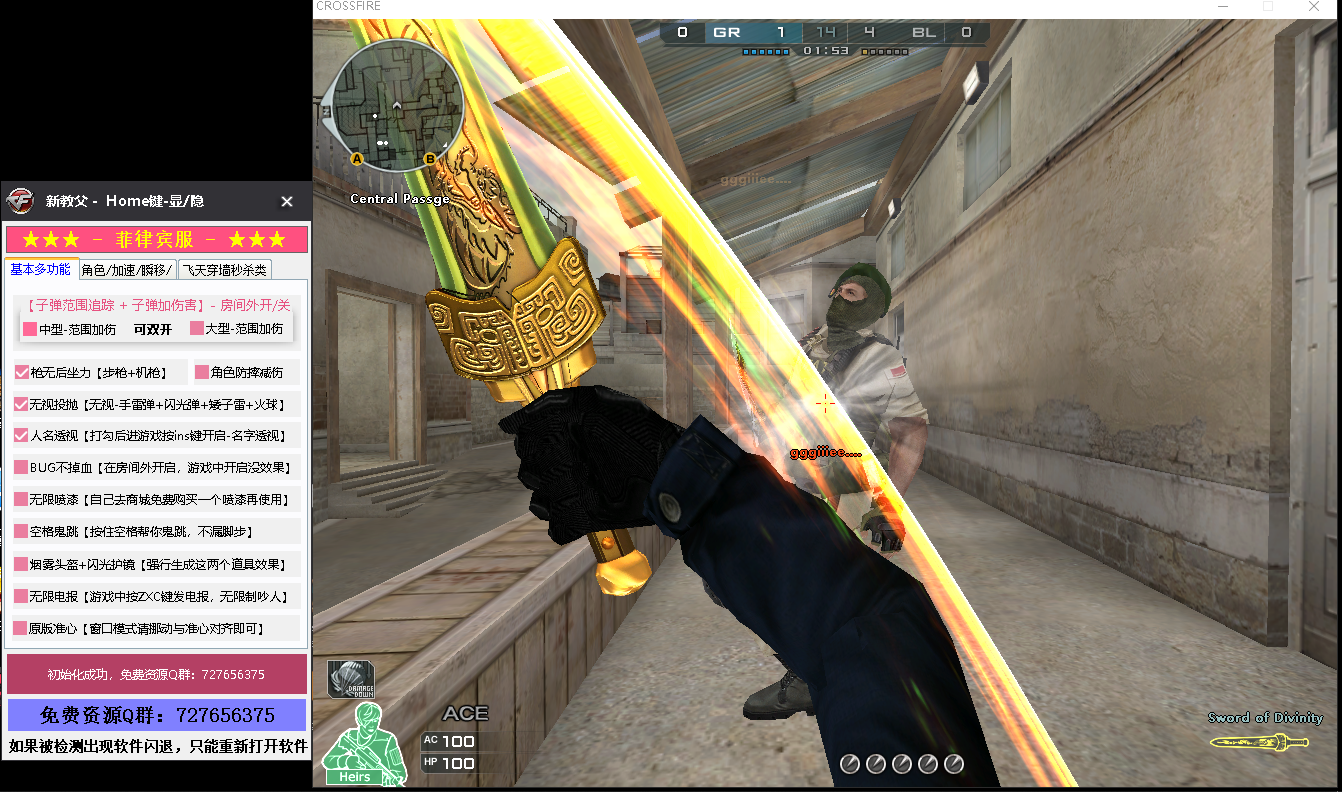 CROSSFIRE
新教父 - Home键-显/隐
★★★ - 菲律宾服 - ★★★
基本多功能 角色/加速/瞬移/ 飞天穿墙秒杀类
【子弹范围追踪 + 子弹加伤害】- 房间外开/关
中型-范围加伤 可双开 大型-范围加伤
枪无后坐力【步枪+机枪】 角色防摔减伤
无视投抛【无视-手雷弹+闪光弹+矮子雷+火球】
人名透视【打勾后进游戏按ins键开启-名字透视】
BUG不掉血【在房间外开启，游戏中开启没效果】
无限喷漆【自己去商城免费购买一个喷漆再使用】
空格鬼跳【按住空格帮你鬼跳，不漏脚步】
烟雾头盔+闪光护镜【强行生成这两个道具效果】
无限电报【游戏中按ZXC键发电报，无限制吵人】
原版准心【窗口模式请挪动与准心对齐即可】
初始化成功，免费资源Q群：727656375
免费资源Q群：727656375
如果被检测出现软件闪退，只能重新打开软件
0 GR 1 14 4 BL 0
01:53
A B
Central Passge
gggiiiee....
gggiiiee....
DAMAGE DOWN
ACE
AC 100
HP 100
Heirs
Sword of Divinity